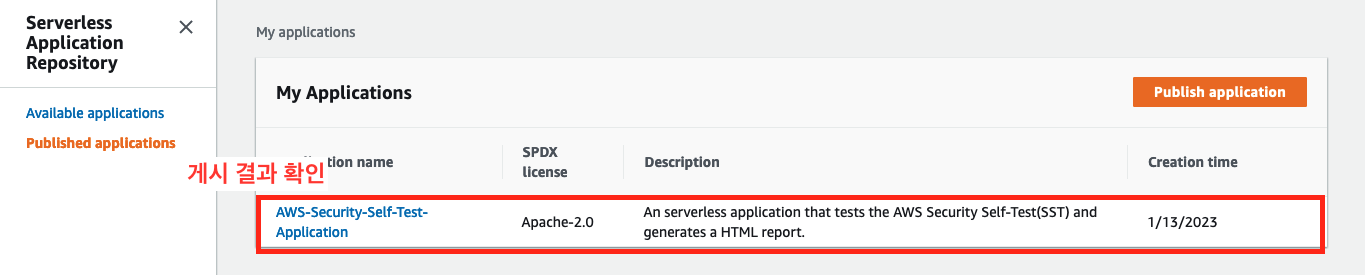 Serverless
Application
Repository
Available applications
Published applications
My applications
My Applications
Publish application
name
SPDX
license
Description
Creation time
게시 결과 확인
AWS-Security-Self-Test-
Application
Apache-2.0
An serverless application that tests the AWS Security Self-Test(SST) and
generates a HTML report.
1/13/2023